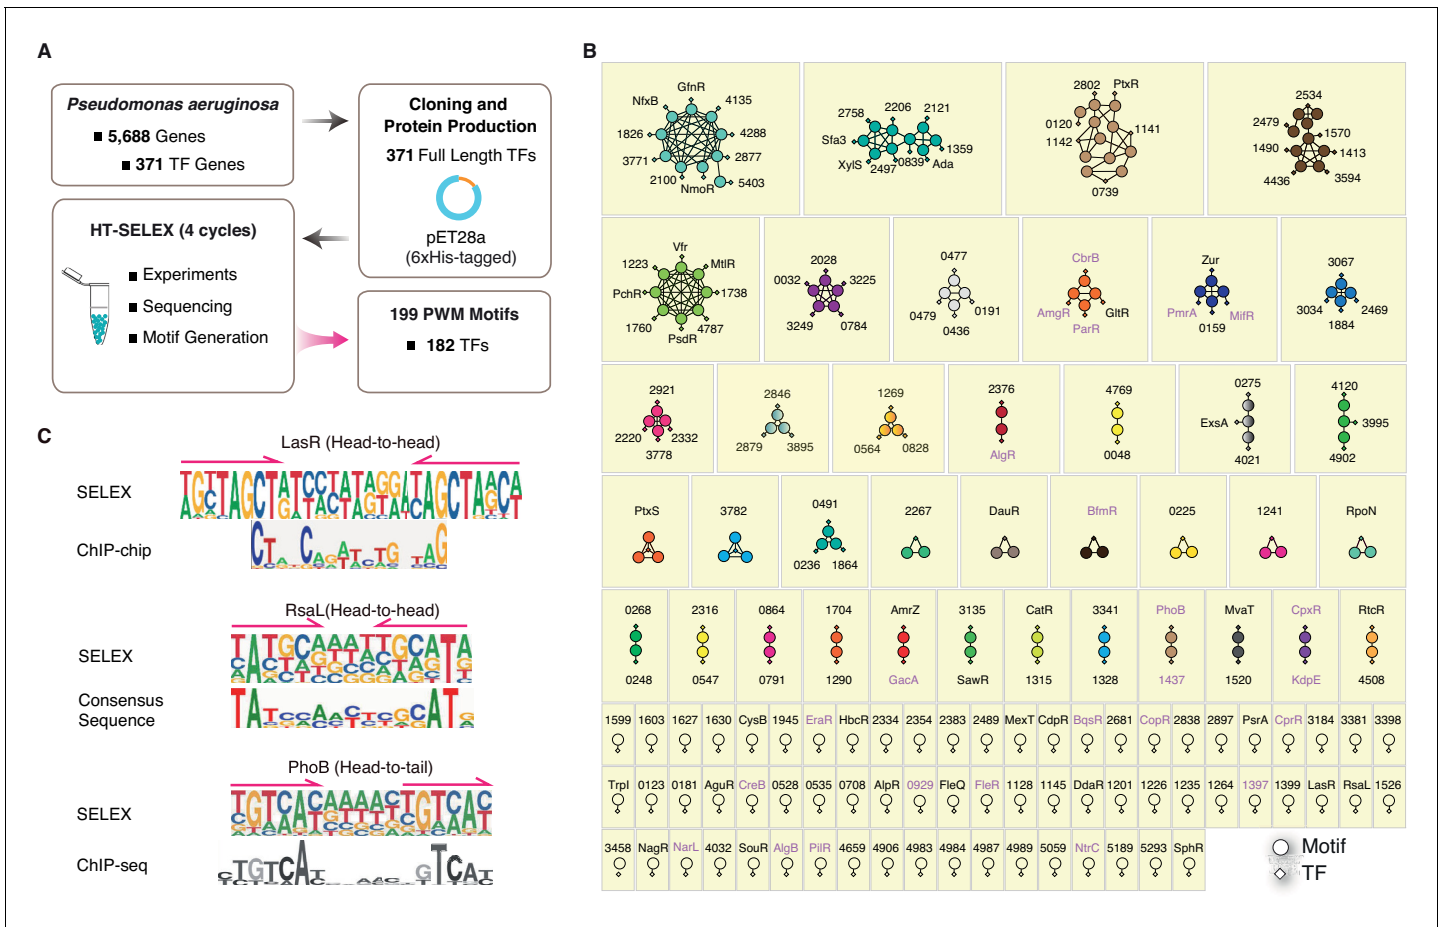 A
Pseudomonas aeruginosa
5,688 Genes
371 TF Genes
Cloning and
Protein Production
371 Full Length TFs
pET28a
(6xHis-tagged)
HT-SELEX (4 cycles)
Experiments
Sequencing
Motif Generation
199 PWM Motifs
182 TFs
B
GfnR
NfxB
4135
1826
4288
3771
2877
2100
NmoR
5403
2758
2206
2121
Sfa3
1359
XylS
2497
0839
Ada
2802
PtxR
0120
1141
1142
0739
2534
2479
1570
1490
1413
4436
3594
Vfr
1223
MtlR
PchR
1738
1760
4787
PsdR
2028
0032
3225
3249
0784
0477
0479
0191
0436
CbrB
AmgR
GltR
ParR
Zur
PmrA
MifR
0159
3067
3034
2469
1884
2921
2220
2332
3778
2846
2879
3895
1269
0564
0828
2376
AlgR
4769
0048
0275
ExsA
4021
4120
3995
4902
PtxS
3782
0491
0236
1864
2267
DauR
BfmR
0225
1241
RpoN
0268 2316 0864 1704 AmrZ 3135 CatR 3341 PhoB MvaT CpxR RtcR
0248 0547 0791 1290 GacA SawR 1315 1328 1437 1520 KdpE 4508
1599 1603 1627 1630 CysB 1945 EraR HbcR 2334 2354 2383 2489 MexT CdpR BqsR 2681 CopR 2838 2897 PsrA CprR 3184 3381 3398
TrpI 0123 0181 AguR CreB 0528 0535 0708 AlpR 0929 FleQ FleR 1128 1145 DdaR 1201 1226 1235 1264 1397 1399 LasR RsaL 1526
3458 NagR NarL 4032 SouR AlgB PilR 4659 4906 4983 4984 4987 4989 5059 NtrC 5189 5293 SphR
Motif
TF
C
LasR (Head-to-head)
SELEX
ChIP-chip
RsaL(Head-to-head)
SELEX
Consensus
Sequence
PhoB (Head-to-tail)
SELEX
ChIP-seq